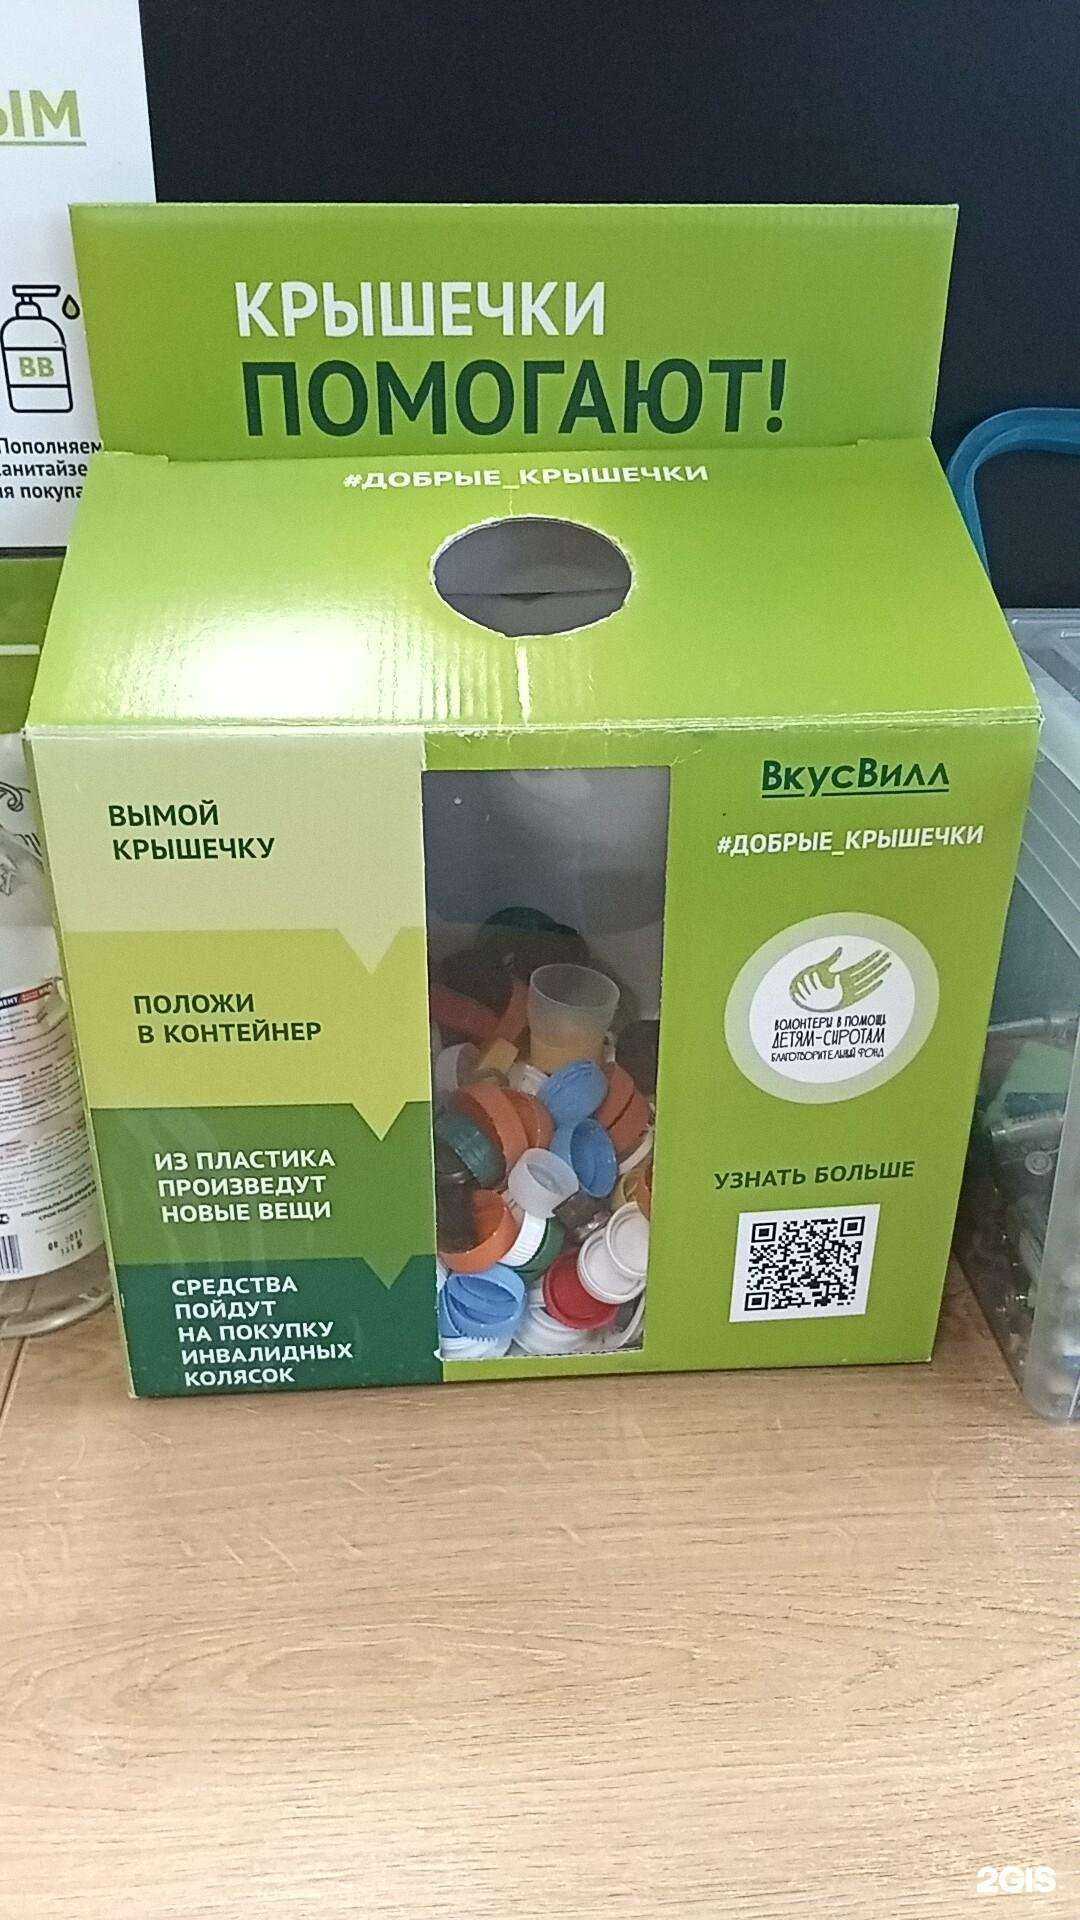 ВВ
Пополняем
я
КРЫШЕЧКИ
ПОМОГАЮТ!
#ДОБРЫЕ_КРЫШЕЧКИ
ВЫМОЙ
КРЫШЕЧКУ
ПОЛОЖИ
В КОНТЕЙНЕР
ИЗ ПЛАСТИКА
ПРОИЗВЕДУТ
НОВЫЕ ВЕЩИ
СРЕДСТВА
ПОЙДУТ
НА ПОКУПКУ
ИНВАЛИДНЫХ
КОЛЯСОК
ВкусВилл
#ДОБРЫЕ_КРЫШЕЧКИ
ВОЛОНТЕРЫ В ПОМОЩЬ
ДЕТЯМ-СИРОТАМ
БЛАГОТВОРИТЕЛЬНЫЙ ФОНД
УЗНАТЬ БОЛЬШЕ
2GIS